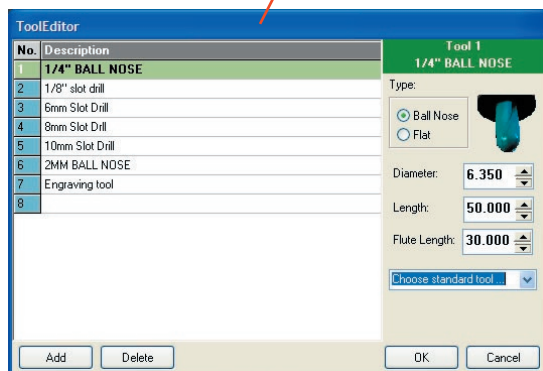 ToolEditor
No. Description
1 1/4" BALL NOSE
2 1/8" slot drill
3 6mm Slot Drill
4 8mm Slot Drll
5 10mm Slot Drill
6 2MM BALL NOSE
7 Engraving tool
8
Add Delete
Tool 1
1/4" BALL NOSE
Type:
Ball Nose
Flat
Diameter: 6.350
Length: 50.000
Flute Length: 30.000
Choose standard tool ...
OK Cancel